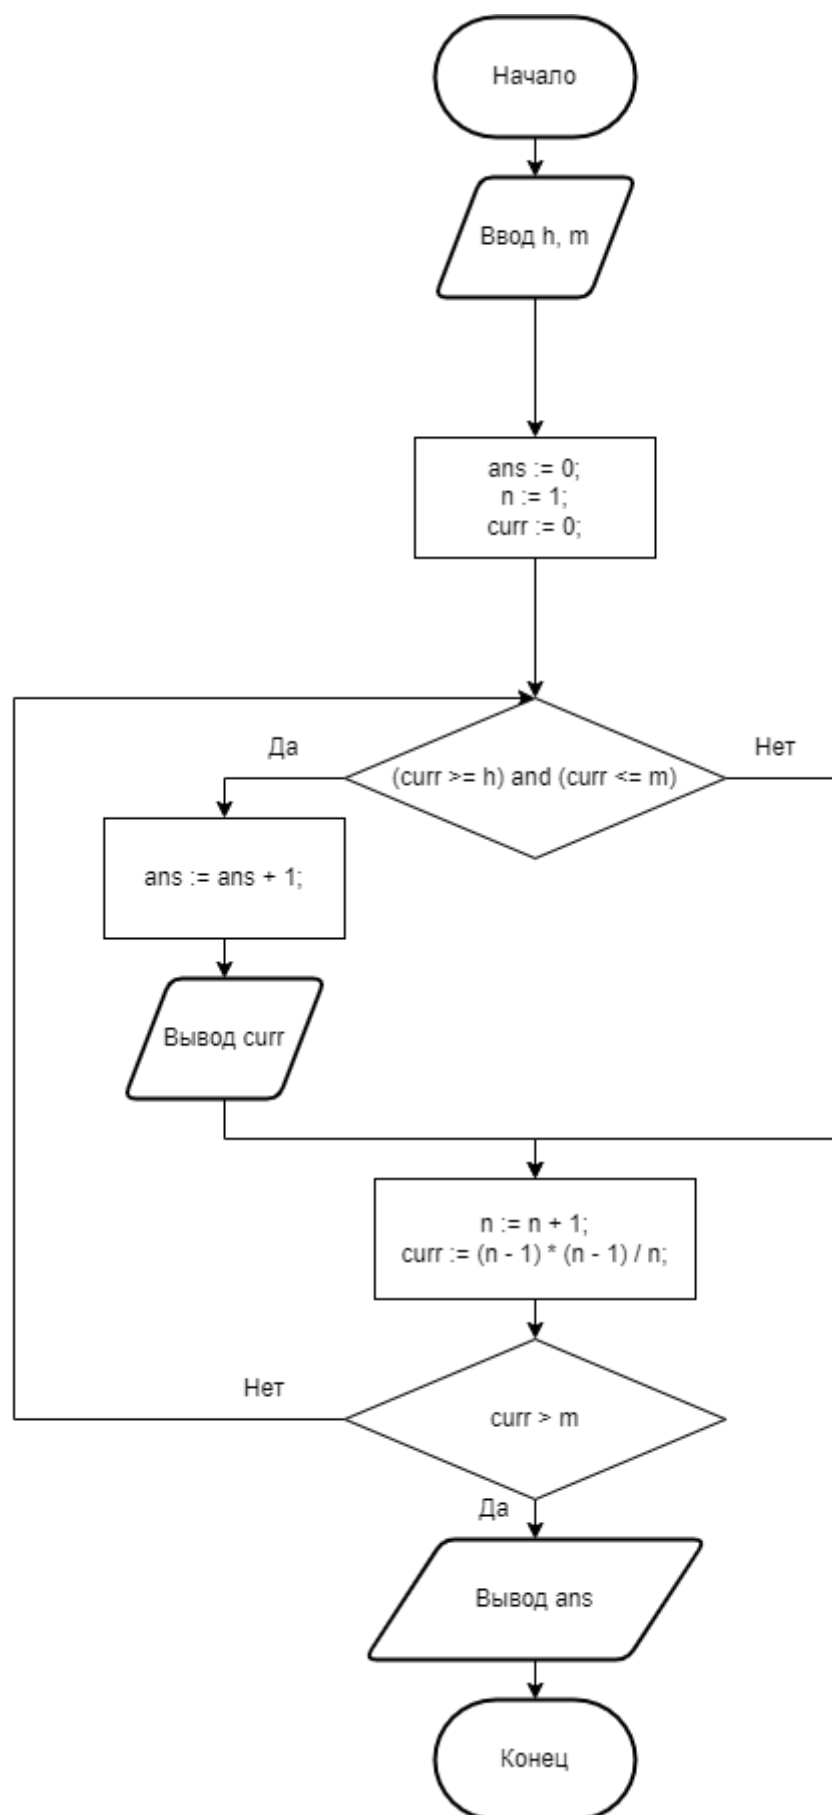 Начало
Ввод h, m
ans := 0;
n := 1;
curr := 0;
Да
Нет
(curr >= h) and (curr <= m)
ans := ans + 1;
Вывод curr
n := n + 1;
curr := (n - 1) * (n - 1) / n;
Нет
curr > m
Да
Вывод ans
Конец